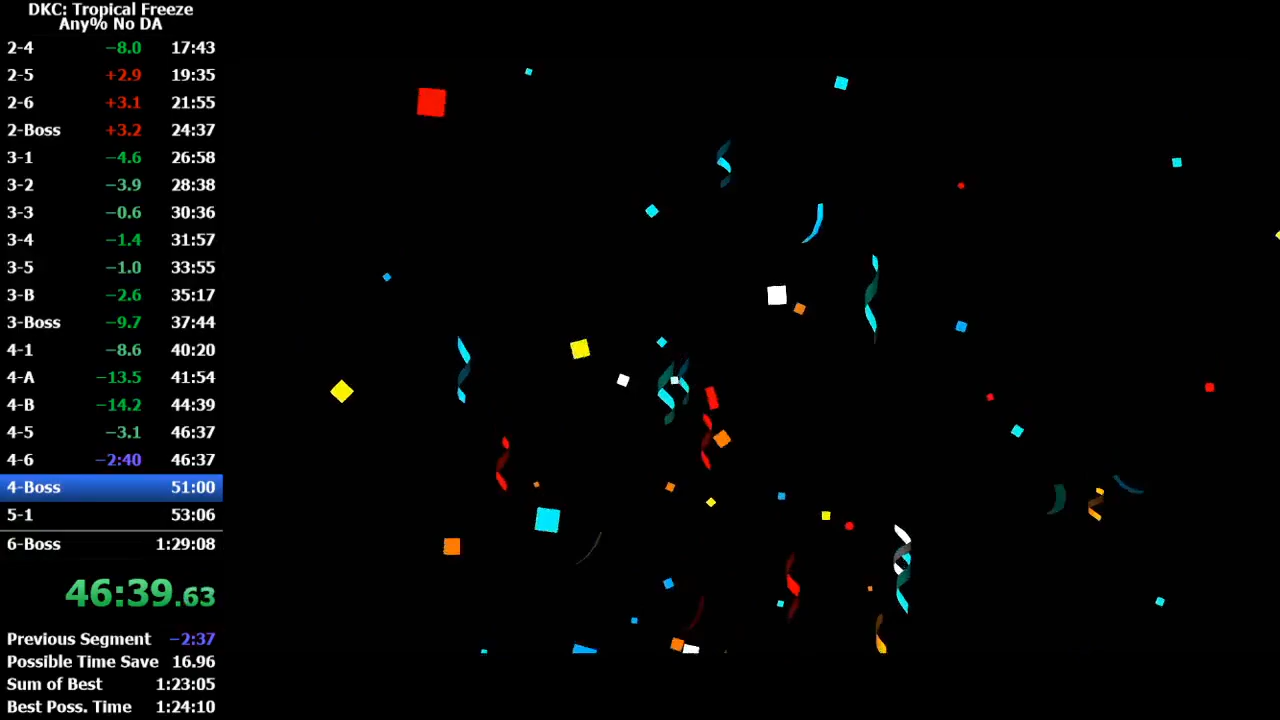 DKC: Tropical Freeze
Any% No DA
2-4 −8.0 17:43
2-5 +2.9 19:35
2-6 +3.1 21:55
2-Boss +3.2 24:37
3-1 −4.6 26:58
3-2 −3.9 28:38
3-3 −0.6 30:36
3-4 −1.4 31:57
3-5 −1.0 33:55
3-B −2.6 35:17
3-Boss −9.7 37:44
4-1 −8.6 40:20
4-A −13.5 41:54
4-B −14.2 44:39
4-5 −3.1 46:37
4-6 −2:40 46:37
4-Boss 51:00
5-1 53:06
6-Boss 1:29:08
46:39.63
Previous Segment −2:37
Possible Time Save 16.96
Sum of Best 1:23:05
Best Poss. Time 1:24:10